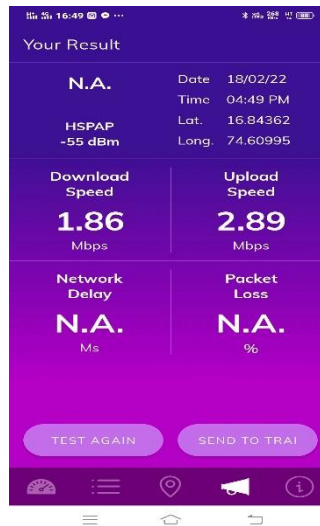 16:49
Your Result
N.A.
HSPAP
-55 dBm
Date 18/02/22
Time 04:49 PM
Lat. 16.84362
Long. 74.60995
Download
Speed
1.86
Mbps
Upload
Speed
2.89
Mbps
Network
Delay
N.A.
Ms
Packet
Loss
N.A.
%
TEST AGAIN
SEND TO TRAI